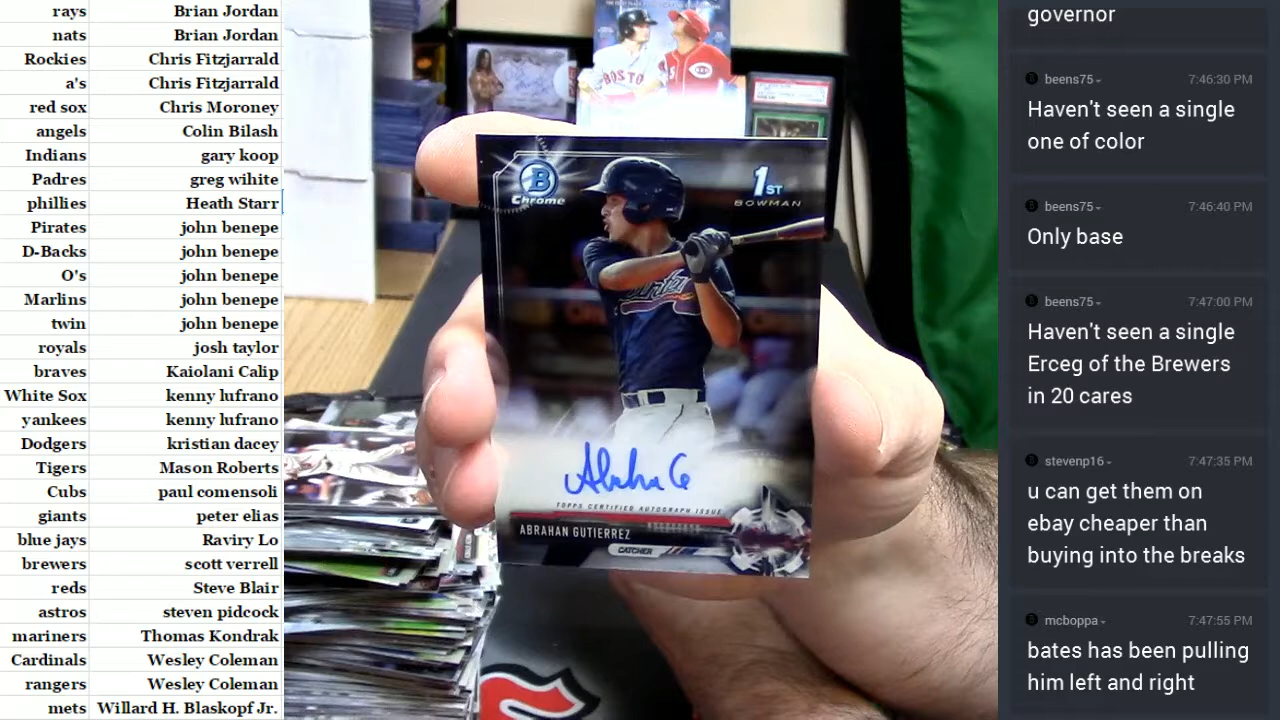 rays Brian Jordan
nats Brian Jordan
Rockies Chris Fitzjarrald
a's Chris Fitzjarrald
red sox Chris Moroney
angels Colin Bilash
Indians gary koop
Padres greg wihite
phillies Heath Starr
Pirates john benepe
D-Backs john benepe
O's john benepe
Marlins john benepe
twin john benepe
royals josh taylor
braves Kaiolani Calip
White Sox kenny lufrano
yankees kenny lufrano
Dodgers kristian dacey
Tigers Mason Roberts
Cubs paul comensoli
giants peter elias
blue jays Raviry Lo
brewers scott verrell
reds Steve Blair
astros steven pidcock
mariners Thomas Kondrak
Cardinals Wesley Coleman
rangers Wesley Coleman
mets Willard H. Blaskopf Jr.
BOSTO
B
Chrome
1ST
BOWMAN
TOPPS CERTIFIED AUTOGRAPH ISSUE
ABRAHAN GUTIERREZ
CATCHER
governor
beens75 7:46:30 PM
Haven't seen a single
one of color
beens75 7:46:40 PM
Only base
beens75 7:47:00 PM
Haven't seen a single
Erceg of the Brewers
in 20 cares
stevenp16 7:47:35 PM
u can get them on
ebay cheaper than
buying into the breaks
mcboppa 7:47:55 PM
bates has been pulling
him left and right